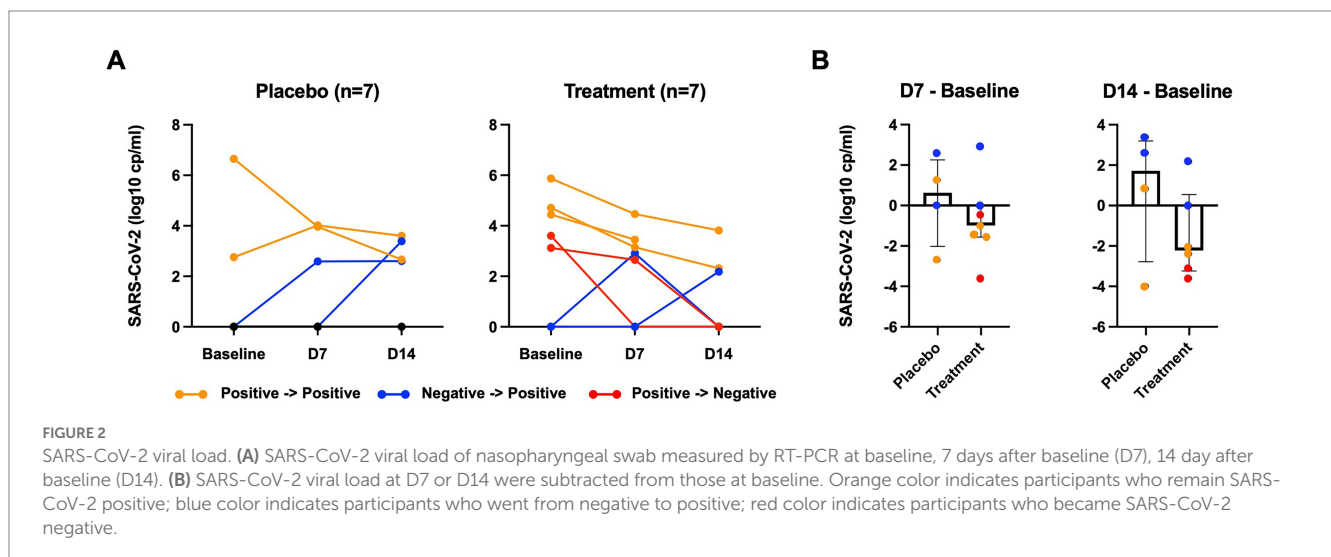 A
B
Placebo (n=7)
Treatment (n=7)
D7 - Baseline
D14 - Baseline
SARS-CoV-2 (log10 cp/ml)
8
6
4
2
0
Baseline
D7
D14
8
6
4
2
0
Baseline
D7
D14
SARS-CoV-2 (log10 cp/ml)
4
2
0
-2
-4
-6
Placebo
Treatment
4
2
0
-2
-4
-6
Placebo
Treatment
Positive -> Positive
Negative -> Positive
Positive -> Negative
FIGURE 2
SARS-CoV-2 viral load. (A) SARS-CoV-2 viral load of nasopharyngeal swab measured by RT-PCR at baseline, 7 days after baseline (D7), 14 day after
baseline (D14). (B) SARS-CoV-2 viral load at D7 or D14 were subtracted from those at baseline. Orange color indicates participants who remain SARS-
CoV-2 positive; blue color indicates participants who went from negative to positive; red color indicates participants who became SARS-CoV-2
negative.